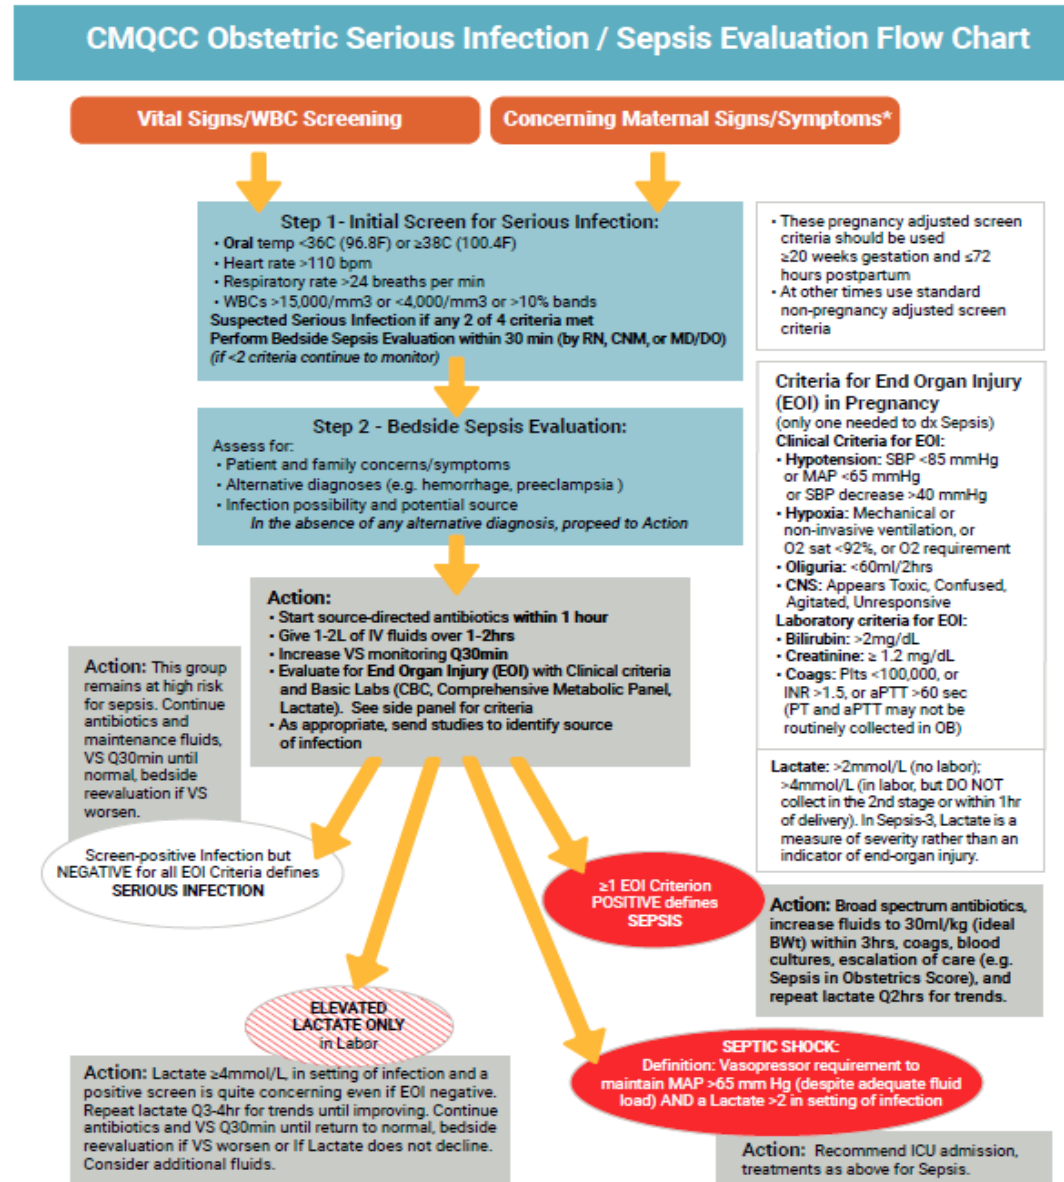 CMQCC Obstetric Serious Infection / Sepsis Evaluation Flow Chart
Vital Signs/WBC Screening
Concerning Maternal Signs/Symptoms*
Step 1- Initial Screen for Serious Infection:
• Oral temp <36C (96.8F) or ≥38C (100.4F)
• Heart rate >110 bpm
• Respiratory rate >24 breaths per min
• WBCs >15,000/mm3 or <4,000/mm3 or >10% bands
Suspected Serious Infection if any 2 of 4 criteria met
Perform Bedside Sepsis Evaluation within 30 min (by RN, CNM, or MD/DO)
(if <2 criteria continue to monitor)
• These pregnancy adjusted screen
criteria should be used
≥20 weeks gestation and ≤72
hours postpartum
• At other times use standard
non-pregnancy adjusted screen
criteria
Step 2 - Bedside Sepsis Evaluation:
Assess for:
• Patient and family concerns/symptoms
• Alternative diagnoses (e.g. hemorrhage, preeclampsia )
• Infection possibility and potential source
In the absence of any alternative diagnosis, propeed to Action
Criteria for End Organ Injury
(EOI) in Pregnancy
(only one needed to dx Sepsis)
Clinical Criteria for EOI:
• Hypotension: SBP <85 mmHg
or MAP <65 mmHg
or SBP decrease >40 mmHg
• Hypoxia: Mechanical or
non-invasive ventilation, or
O2 sat <92%, or O2 requirement
• Oliguria: <60ml/2hrs
• CNS: Appears Toxic, Confused,
Agitated, Unresponsive
Laboratory criteria for EOI:
• Bilirubin: >2mg/dL
• Creatinine: ≥ 1.2 mg/dL
• Coags: Plts <100,000, or
INR >1.5, or aPTT >60 sec
(PT and aPTT may not be
routinely collected in OB)
Lactate: >2mmol/L (no labor);
>4mmol/L (in labor, but DO NOT
collect in the 2nd stage or within 1hr
of delivery). In Sepsis-3, Lactate is a
measure of severity rather than an
indicator of end-organ injury.
Action:
• Start source-directed antibiotics within 1 hour
• Give 1-2L of IV fluids over 1-2hrs
• Increase VS monitoring Q30min
• Evaluate for End Organ Injury (EOI) with Clinical criteria
and Basic Labs (CBC, Comprehensive Metabolic Panel,
Lactate). See side panel for criteria
• As appropriate, send studies to identify source
of infection
Action: This group
remains at high risk
for sepsis. Continue
antibiotics and
maintenance fluids,
VS Q30min until
normal, bedside
reevaluation if VS
worsen.
Screen-positive Infection but
NEGATIVE for all EOI Criteria defines
SERIOUS INFECTION
≥1 EOI Criterion
POSITIVE defines
SEPSIS
Action: Broad spectrum antibiotics,
increase fluids to 30ml/kg (ideal
BWt) within 3hrs, coags, blood
cultures, escalation of care (e.g.
Sepsis in Obstetrics Score), and
repeat lactate Q2hrs for trends.
ELEVATED
LACTATE ONLY
in Labor
Action: Lactate ≥4mmol/L, in setting of infection and a
positive screen is quite concerning even if EOI negative.
Repeat lactate Q3-4hr for trends until improving. Continue
antibiotics and VS Q30min until return to normal, bedside
reevaluation if VS worsen or If Lactate does not decline.
Consider additional fluids.
SEPTIC SHOCK:
Definition: Vasopressor requirement to
maintain MAP >65 mm Hg (despite adequate fluid
load) AND a Lactate >2 in setting of infection
Action: Recommend ICU admission,
treatments as above for Sepsis.